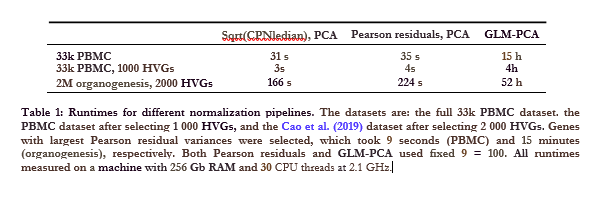 Sqrt(CPNledian), PCA Pearson residuals, PCA GLM-PCA
33k PBMC 31 s 35 s 15 h
33k PBMC, 1000 HVGs 3s 4s 4h
2M organogenesis, 2000 HVGs 166 s 224 s 52 h
Table 1: Runtimes for different normalization pipelines. The datasets are: the full 33k PBMC dataset. the
PBMC dataset after selecting 1 000 HVGs, and the Cao et al. (2019) dataset after selecting 2 000 HVGs. Genes
with largest Pearson residual variances were selected, which took 9 seconds (PBMC) and 15 minutes
(organogenesis), respectively. Both Pearson residuals and GLM-PCA used fixed 9 = 100. All runtimes
measured on a machine with 256 Gb RAM and 30 CPU threads at 2.1 GHz.